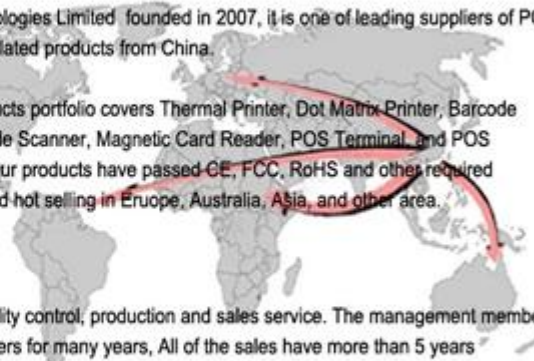 ologies Limited founded in 2007, it is one of leading suppliers of PO
lated products from China.
cts portfolio covers Thermal Printer, Dot Matrix Printer, Barcode
le Scanner, Magnetic Card Reader, POS Terminal, and POS
ur products have passed CE, FCC, RoHS and other required
d hot selling in Eruope, Australia, Asia, and other area.
lity control, production and sales service. The management membe
ers for many years, All of the sales have more than 5 years